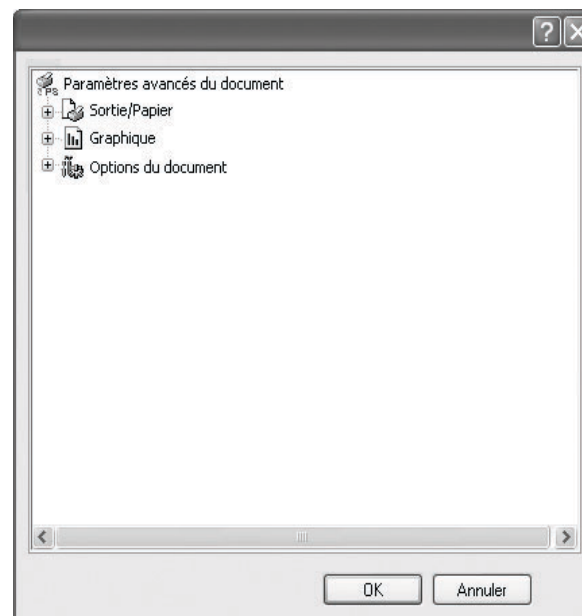 Paramètres avancés du document
Sortie/Papier
Graphique
Options du document
OK
Annuler